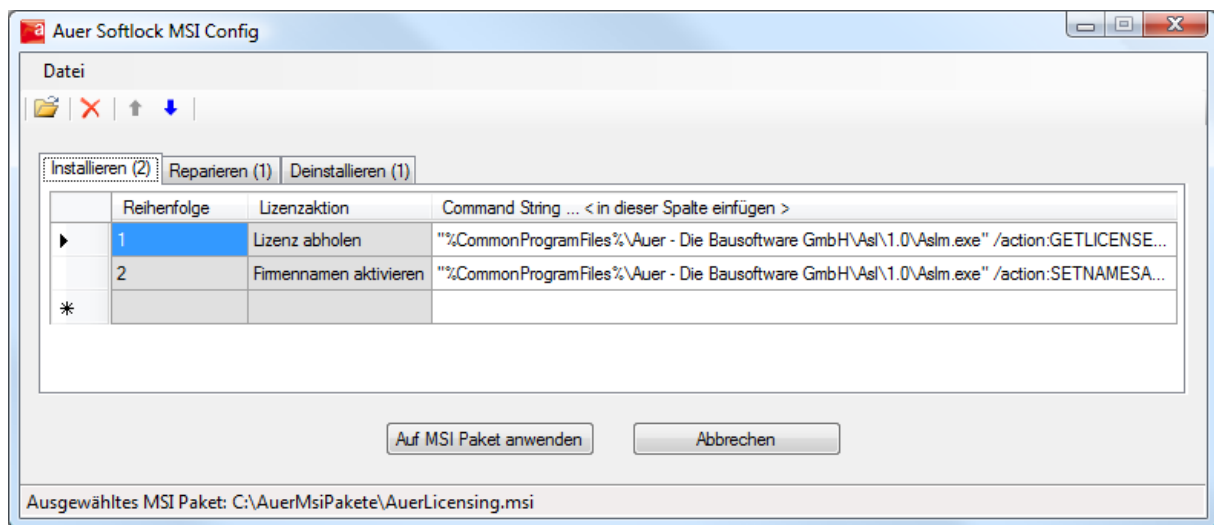 Auer Softlock MSI Config
Datei
Installieren (2) Reparieren (1) Deinstallieren (1)
Reihenfolge Lizenzaktion Command String ... < in dieser Spalte einfügen >
1 Lizenz abholen "%CommonProgramFiles%\Auer - Die Bausoftware GmbH\Asl\1.0\Aslm.exe" /action:GETLICENSE...
2 Firmennamen aktivieren "%CommonProgramFiles%\Auer - Die Bausoftware GmbH\Asl\1.0\Aslm.exe" /action:SETNAMESA...
Auf MSI Paket anwenden Abbrechen
Ausgewähltes MSI Paket: C:\AuerMsiPakete\AuerLicensing.msi